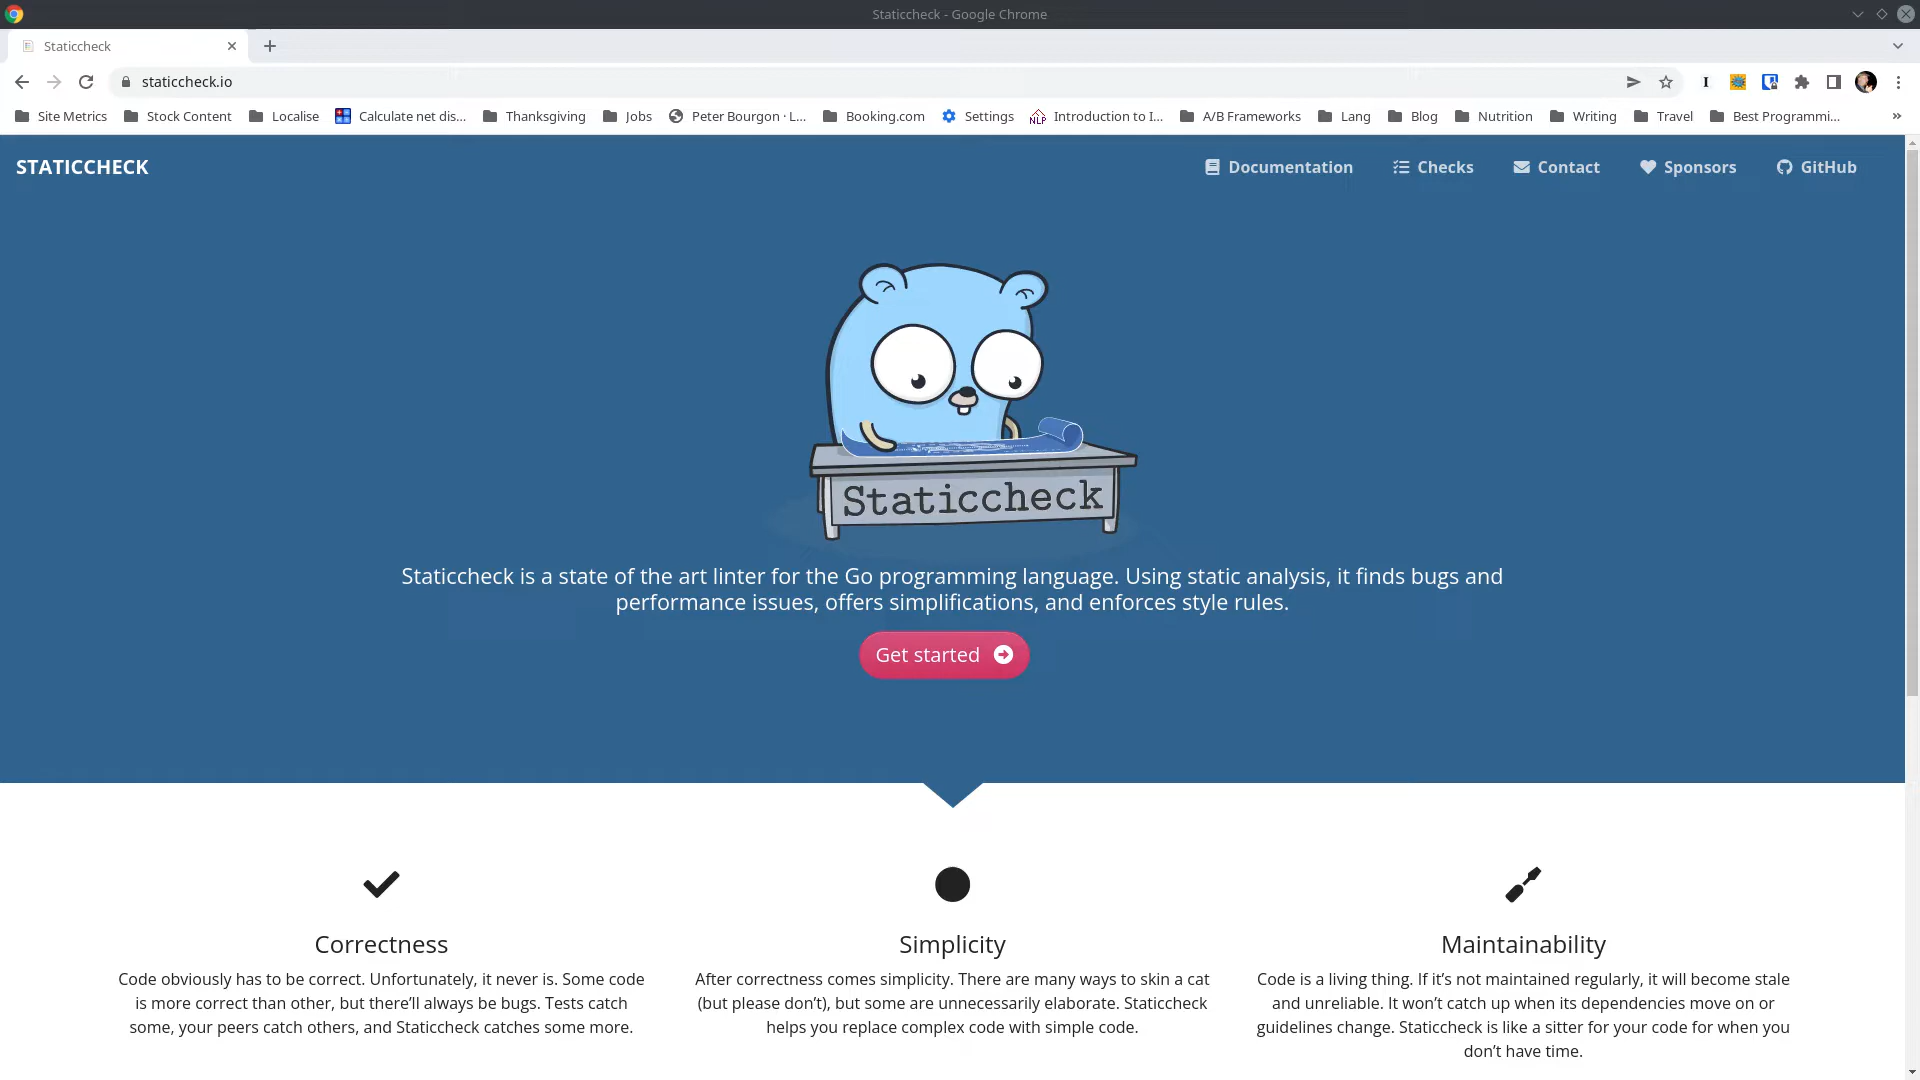 Staticcheck - Google Chrome
Staticcheck
staticcheck.io
Site Metrics
Stock Content
Localise
Calculate net dis...
Thanksgiving
Jobs
Peter Bourgon · L...
Booking.com
Settings
NLP
Introduction to I...
A/B Frameworks
Lang
Blog
Nutrition
Writing
Travel
Best Programmi...
STATICCHECK
Documentation
Checks
Contact
Sponsors
GitHub
Staticcheck
Staticcheck is a state of the art linter for the Go programming language. Using static analysis, it finds bugs and
performance issues, offers simplifications, and enforces style rules.
Get started
Correctness
Code obviously has to be correct. Unfortunately, it never is. Some code
is more correct than other, but there’ll always be bugs. Tests catch
some, your peers catch others, and Staticcheck catches some more.
Simplicity
After correctness comes simplicity. There are many ways to skin a cat
(but please don’t), but some are unnecessarily elaborate. Staticcheck
helps you replace complex code with simple code.
Maintainability
Code is a living thing. If it’s not maintained regularly, it will become stale
and unreliable. It won’t catch up when its dependencies move on or
guidelines change. Staticcheck is like a sitter for your code for when you
don’t have time.